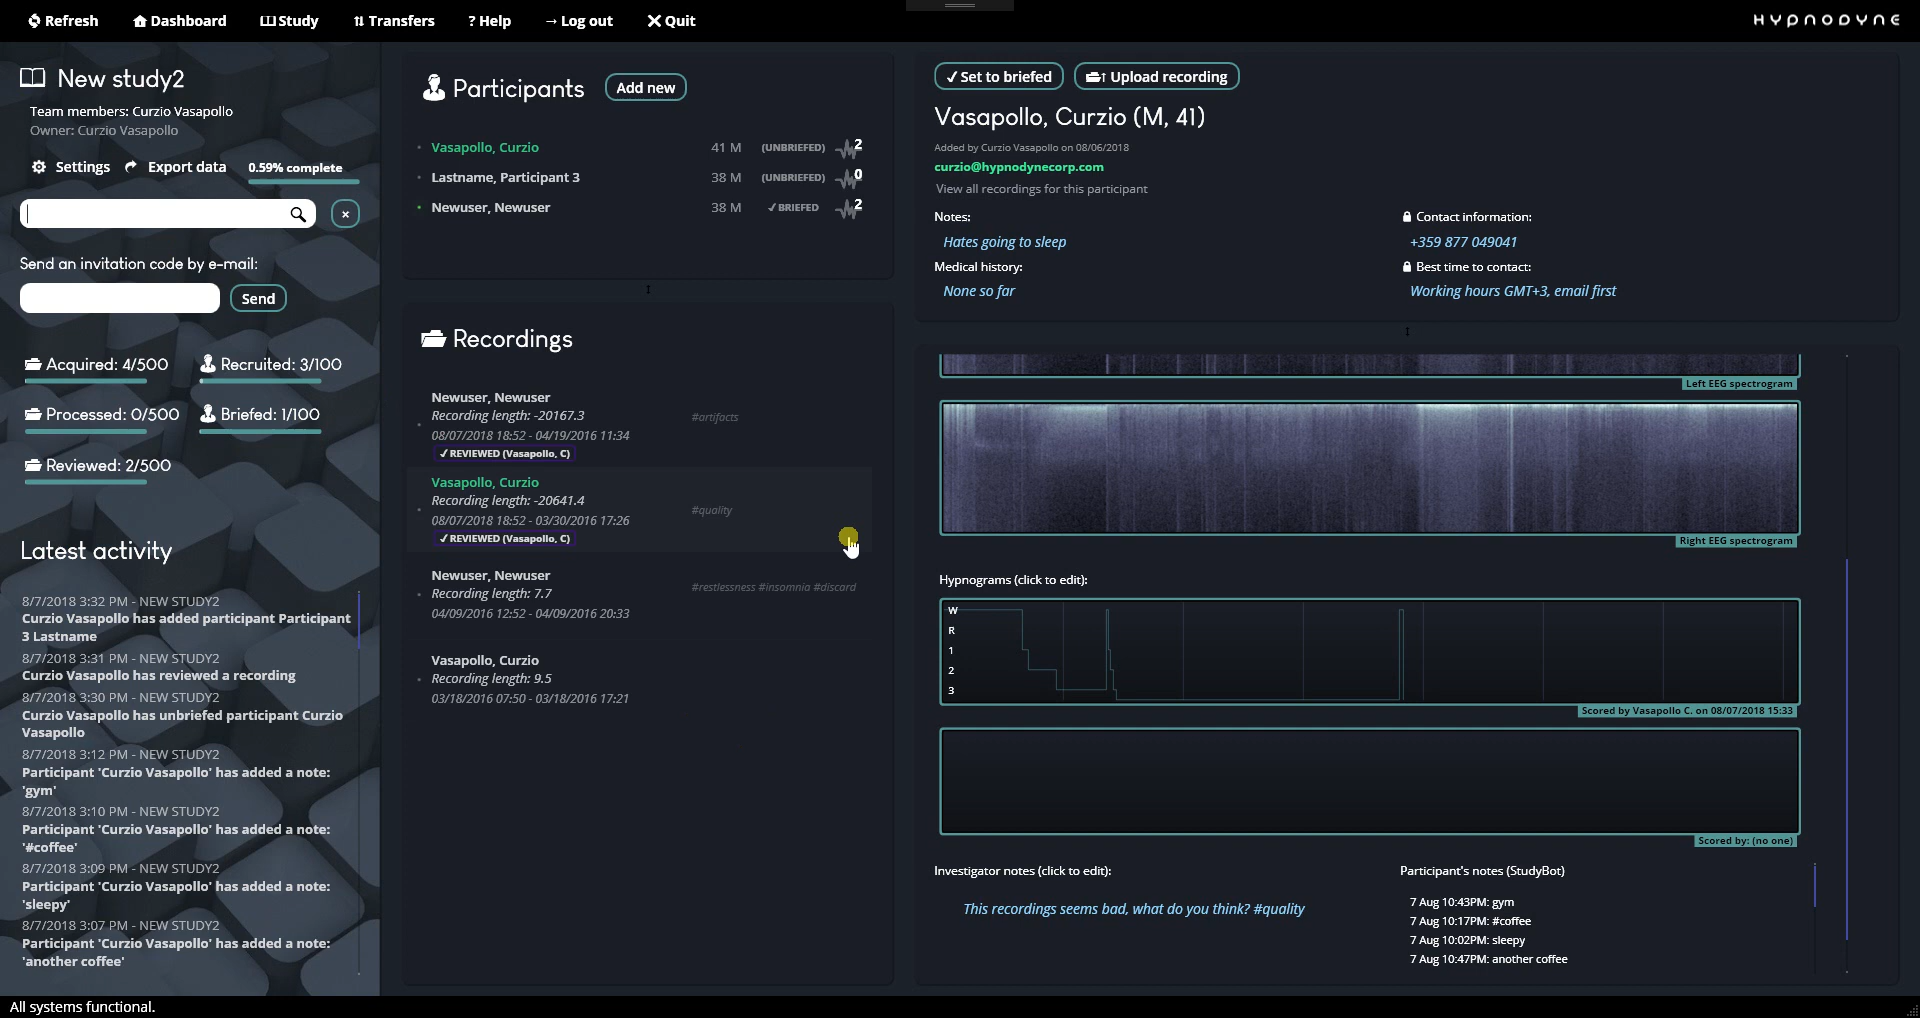 Refresh
Dashboard
Study
Transfers
? Help
→ Log out
Quit
HYPNODYNE
New study2
Team members: Curzio Vasapollo
Owner: Curzio Vasapollo
Settings
Export data
0.59% complete
Send an invitation code by e-mail:
Send
Acquired: 4/500
Recruited: 3/100
Processed: 0/500
Briefed: 1/100
Reviewed: 2/500
Latest activity
8/7/2018 3:32 PM - NEW STUDY2
Curzio Vasapollo has added participant Participant
3 Lastname
8/7/2018 3:31 PM - NEW STUDY2
Curzio Vasapollo has reviewed a recording
8/7/2018 3:30 PM - NEW STUDY2
Curzio Vasapollo has unbriefed participant Curzio
Vasapollo
8/7/2018 3:12 PM - NEW STUDY2
Participant 'Curzio Vasapollo' has added a note:
'gym'
8/7/2018 3:10 PM - NEW STUDY2
Participant 'Curzio Vasapollo' has added a note:
'#coffee'
8/7/2018 3:09 PM - NEW STUDY2
Participant 'Curzio Vasapollo' has added a note:
'sleepy'
8/7/2018 3:07 PM - NEW STUDY2
Participant 'Curzio Vasapollo' has added a note:
'another coffee'
Participants
Add new
Vasapollo, Curzio 41 M (UNBRIEFED) 2
Lastname, Participant 3 38 M (UNBRIEFED) 0
Newuser, Newuser 38 M ✓BRIEFED 2
Recordings
Newuser, Newuser
Recording length: -20167.3
#artifacts
08/07/2018 18:52 - 04/19/2016 11:34
✓REVIEWED (Vasapollo, C)
Vasapollo, Curzio
Recording length: -20641.4
#quality
08/07/2018 18:52 - 03/30/2016 17:26
✓REVIEWED (Vasapollo, C)
Newuser, Newuser
Recording length: 7.7
#restlessness #insomnia #discard
04/09/2016 12:52 - 04/09/2016 20:33
Vasapollo, Curzio
Recording length: 9.5
03/18/2016 07:50 - 03/18/2016 17:21
✓Set to briefed
Upload recording
Vasapollo, Curzio (M, 41)
Added by Curzio Vasapollo on 08/06/2018
curzio@hypnodynecorp.com
View all recordings for this participant
Notes:
Hates going to sleep
Medical history:
None so far
Contact information:
+359 877 049041
Best time to contact:
Working hours GMT+3, email first
Left EEG spectrogram
Right EEG spectrogram
Hypnograms (click to edit):
W
R
1
2
3
Scored by Vasapollo C. on 08/07/2018 15:33
Scored by: (no one)
Investigator notes (click to edit):
This recordings seems bad, what do you think? #quality
Participant's notes (StudyBot)
7 Aug 10:43PM: gym
7 Aug 10:17PM: #coffee
7 Aug 10:02PM: sleepy
7 Aug 10:47PM: another coffee
All systems functional.